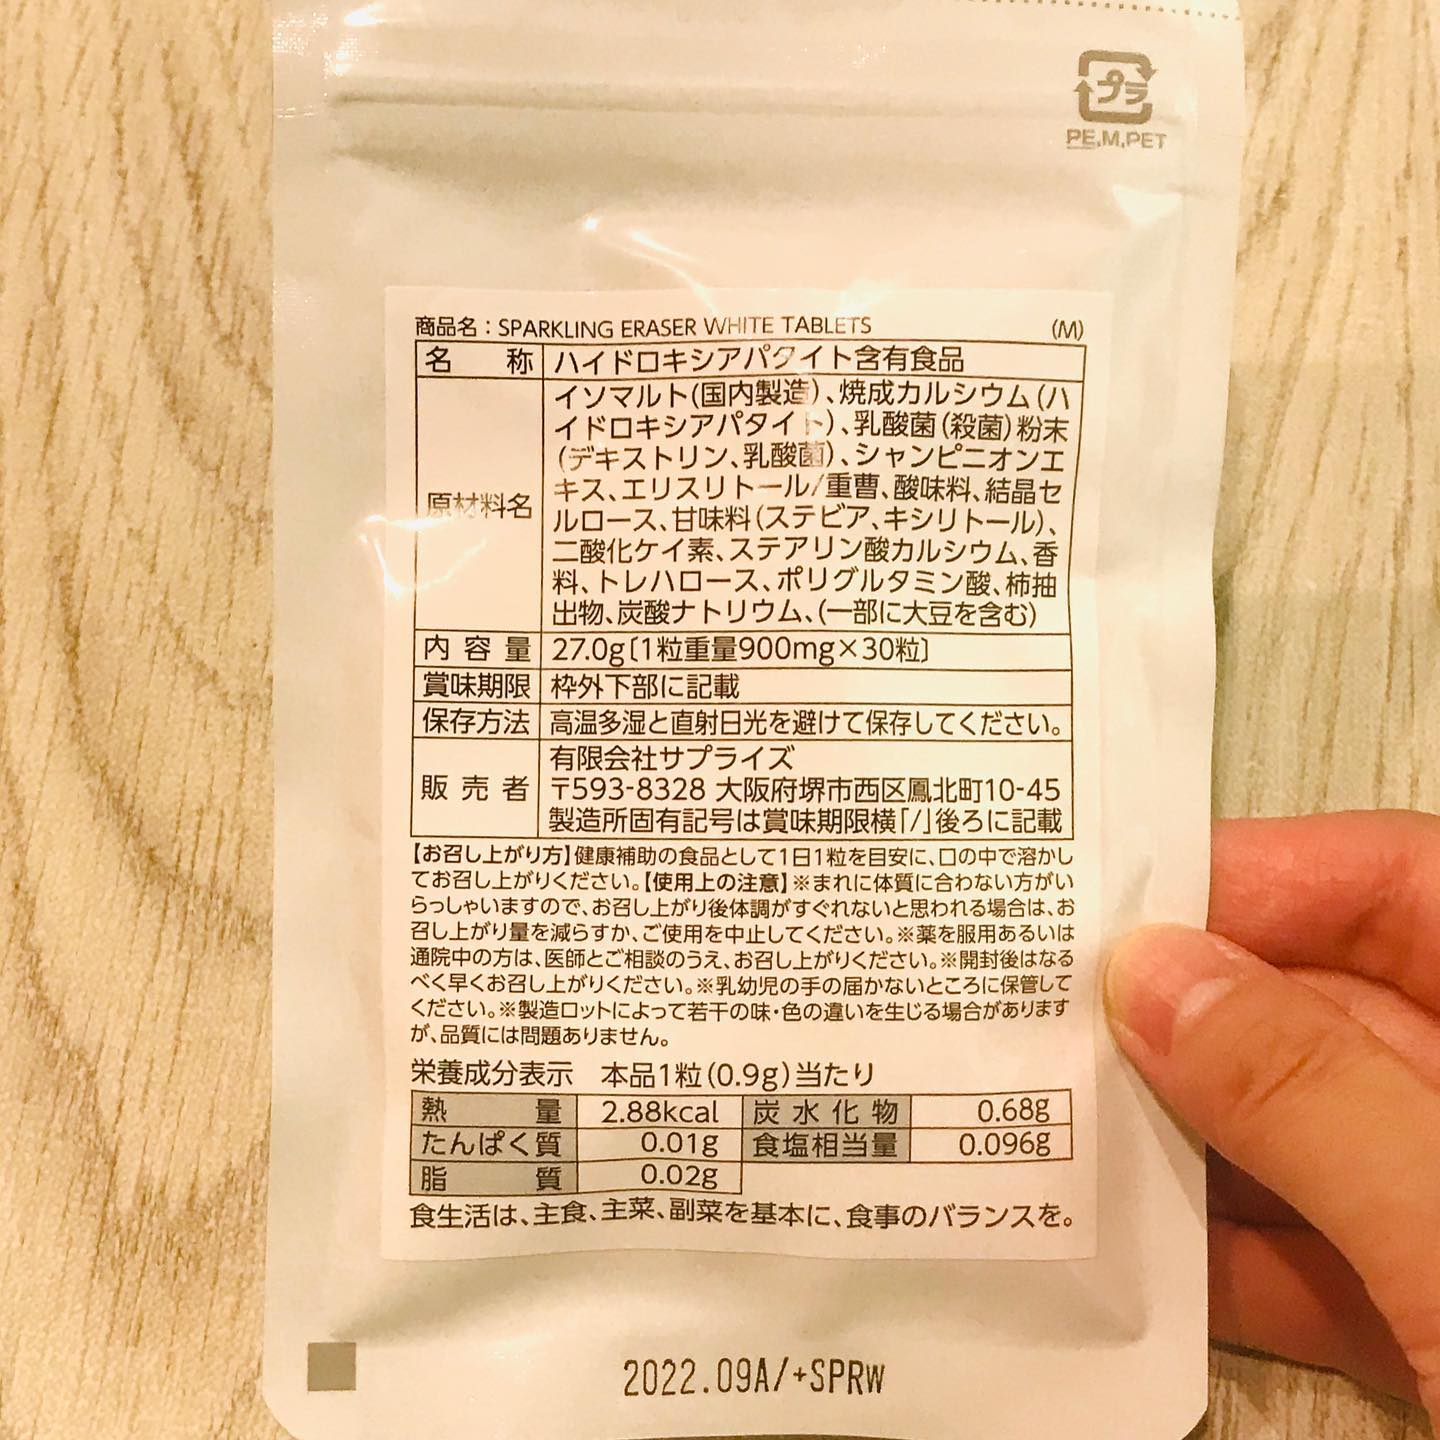 プラ
PE,M,PET
商品名：SPARKLING ERASER WHITE TABLETS (M)
名称 ハイドロキシアパタイト含有食品
原材料名 イソマルト(国内製造)、焼成カルシウム(ハ
イドロキシアパタイト)、乳酸菌(殺菌)粉末
(デキストリン、乳酸菌)、シャンピニオンエ
キス、エリスリトール/重曹、酸味料、結晶セ
ルロース、甘味料(ステビア、キシリトール)、
二酸化ケイ素、ステアリン酸カルシウム、香
料、トレハロース、ポリグルタミン酸、柿抽
出物、炭酸ナトリウム、(一部に大豆を含む)
内容量 27.0g〔1粒重量900mg×30粒〕
賞味期限 枠外下部に記載
保存方法 高温多湿と直射日光を避けて保存してください。
販売者 有限会社サプライズ
〒593-8328 大阪府堺市西区鳳北町10-45
製造所固有記号は賞味期限横「/」後ろに記載
【お召し上がり方】健康補助の食品として1日1粒を目安に、口の中で溶かし
てお召し上がりください。【使用上の注意】※まれに体質に合わない方がい
らっしゃいますので、お召し上がり後体調がすぐれないと思われる場合は、お
召し上がり量を減らすか、ご使用を中止してください。※薬を服用あるいは
通院中の方は、医師とご相談のうえ、お召し上がりください。※開封後はなる
べく早くお召し上がりください。※乳幼児の手の届かないところに保管して
ください。※製造ロットによって若干の味・色の違いを生じる場合があります
が、品質には問題ありません。
栄養成分表示 本品1粒(0.9g)当たり
熱量 2.88kcal 炭水化物 0.68g
たんぱく質 0.01g 食塩相当量 0.096g
脂質 0.02g
食生活は、主食、主菜、副菜を基本に、食事のバランスを。
2022.09A/+SPRW